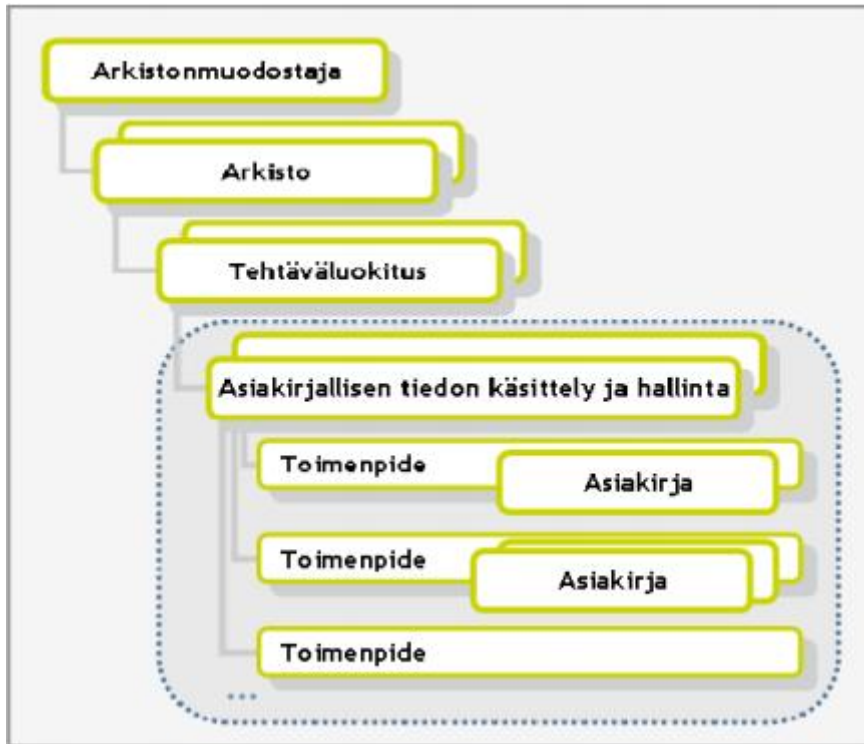 Arkistonmuodostaja
Arkisto
Tehtäväluokitus
Asiakirjallisen tiedon käsittely ja hallinta
Toimenpide
Asiakirja
Toimenpide
Asiakirja
Toimenpide
...